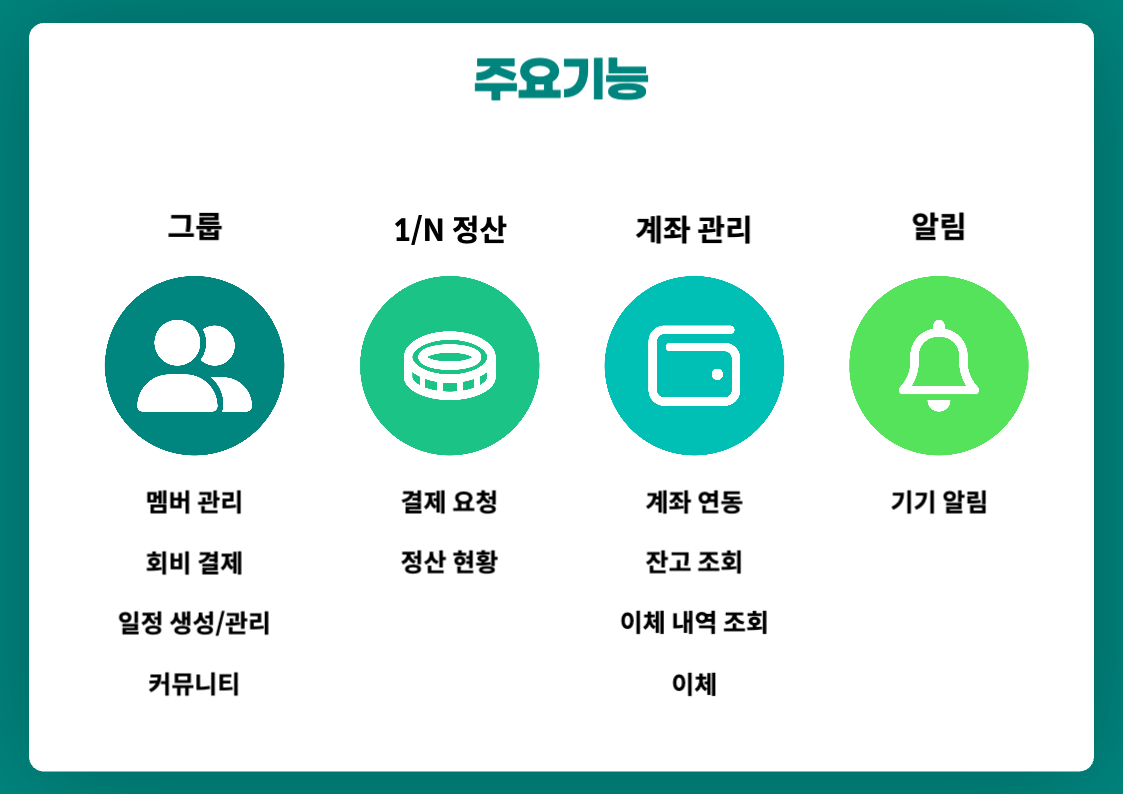 주요기능
그룹
멤버 관리
회비 결제
일정 생성/관리
커뮤니티
1/N 정산
결제 요청
정산 현황
계좌 관리
계좌 연동
잔고 조회
이체 내역 조회
이체
알림
기기 알림